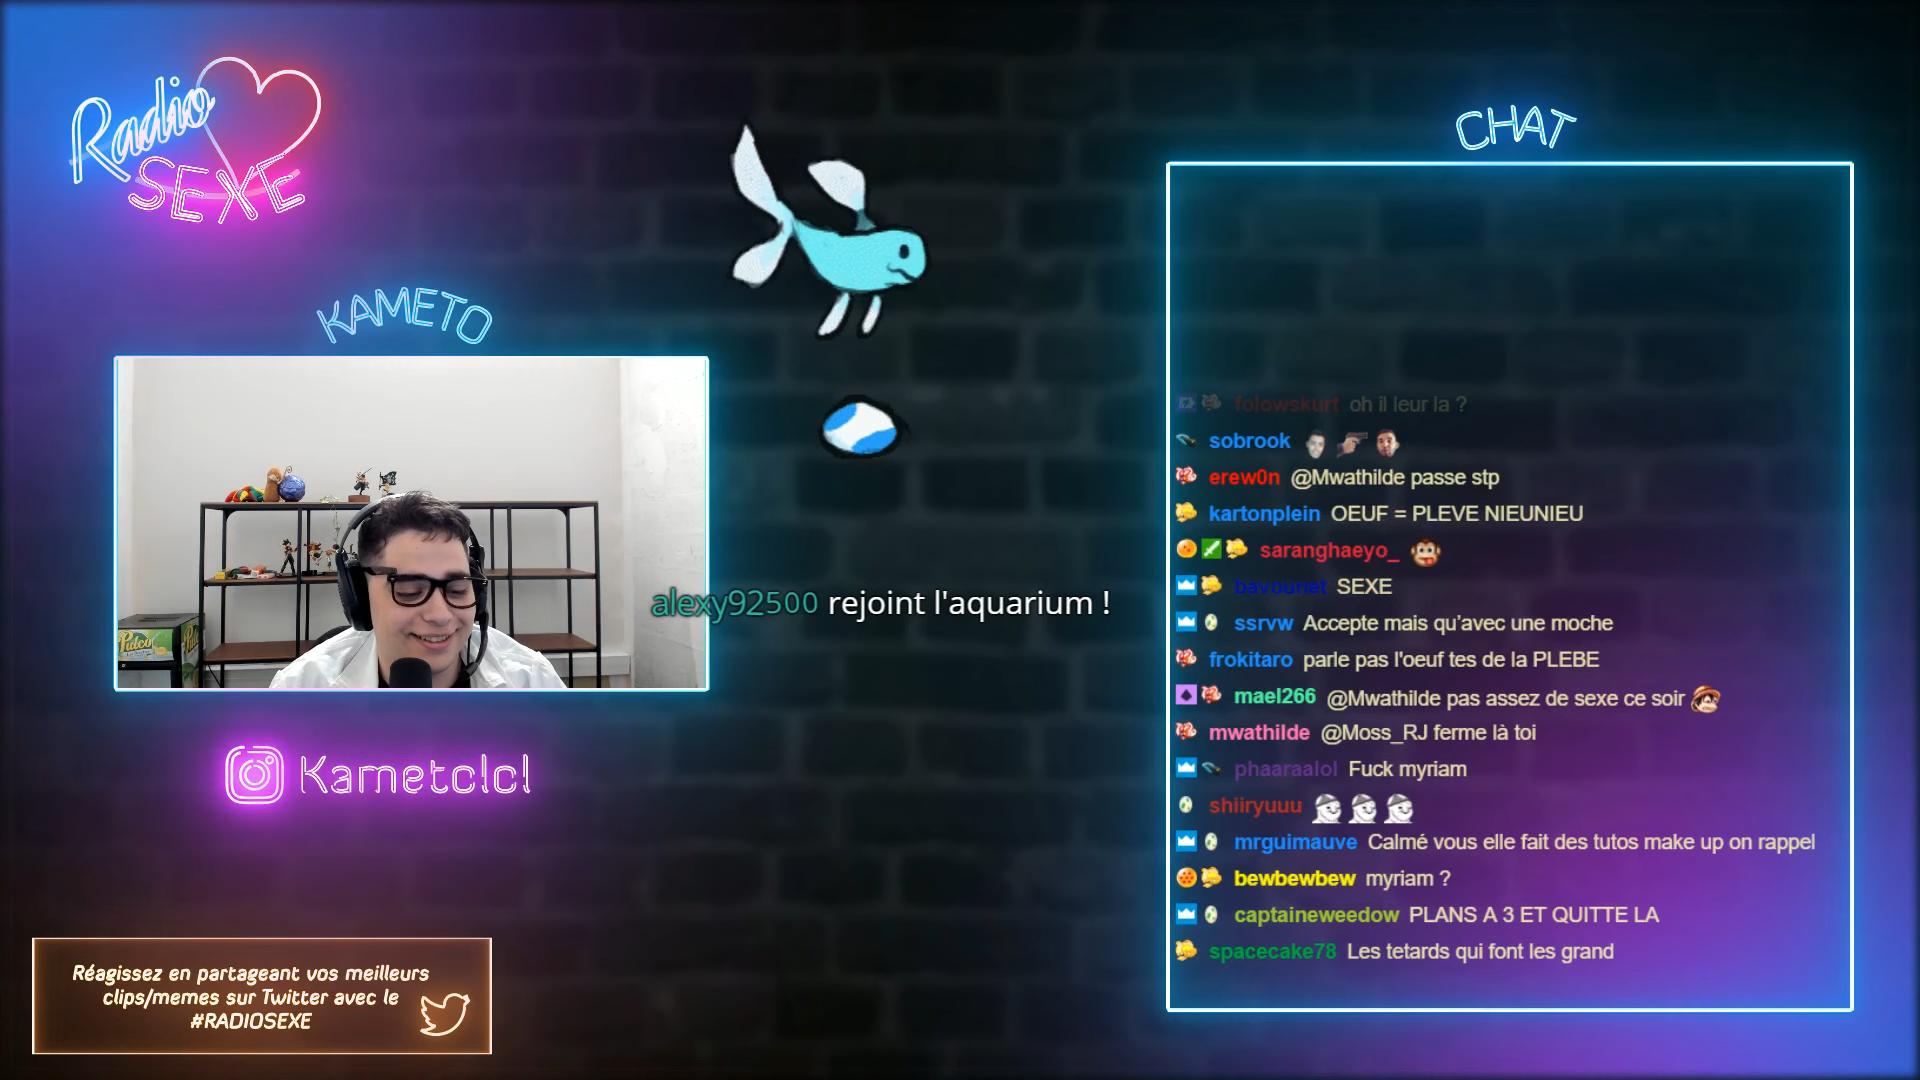 Radio
SEXE
KAMETO
Pulco
Kametolcl
Réagissez en partageant vos meilleurs
clips/memes sur Twitter avec le
#RADIOSEXE
alexy92500 rejoint l'aquarium !
CHAT
folowskurt oh il leur la ?
sobrook
erew0n @Mwathilde passe stp
kartonplein OEUF = PLEVE NIEUNIEU
saranghaeyo_
bavounet SEXE
ssrvw Accepte mais qu'avec une moche
frokitaro parle pas l'oeuf tes de la PLEBE
mael266 @Mwathilde pas assez de sexe ce soir
mwathilde @Moss_RJ ferme là toi
phaaraalol Fuck myriam
shiiryuuu
mrguimauve Calmé vous elle fait des tutos make up on rappel
bewbewbew myriam ?
captaineweedow PLANS A 3 ET QUITTE LA
spacecake78 Les tetards qui font les grand